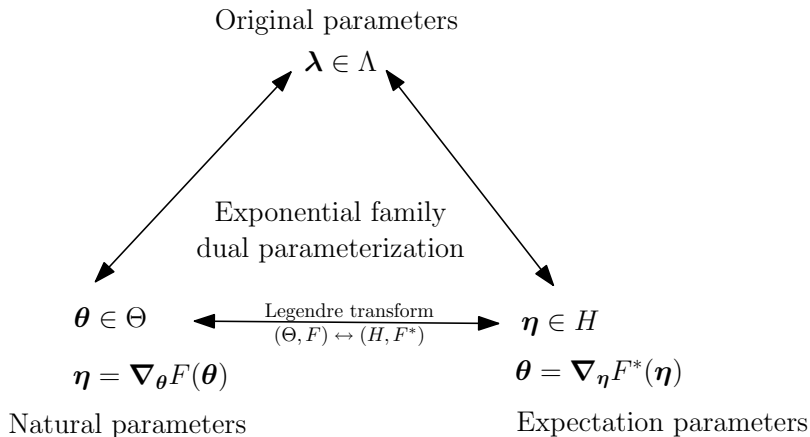 Original parameters
λ ∈ Λ
Exponential family
dual parameterization
θ ∈ Θ
Legendre transform
(Θ, F) ↔ (H, F*)
η ∈ H
η = ∇θF(θ)
θ = ∇ηF*(η)
Natural parameters
Expectation parameters